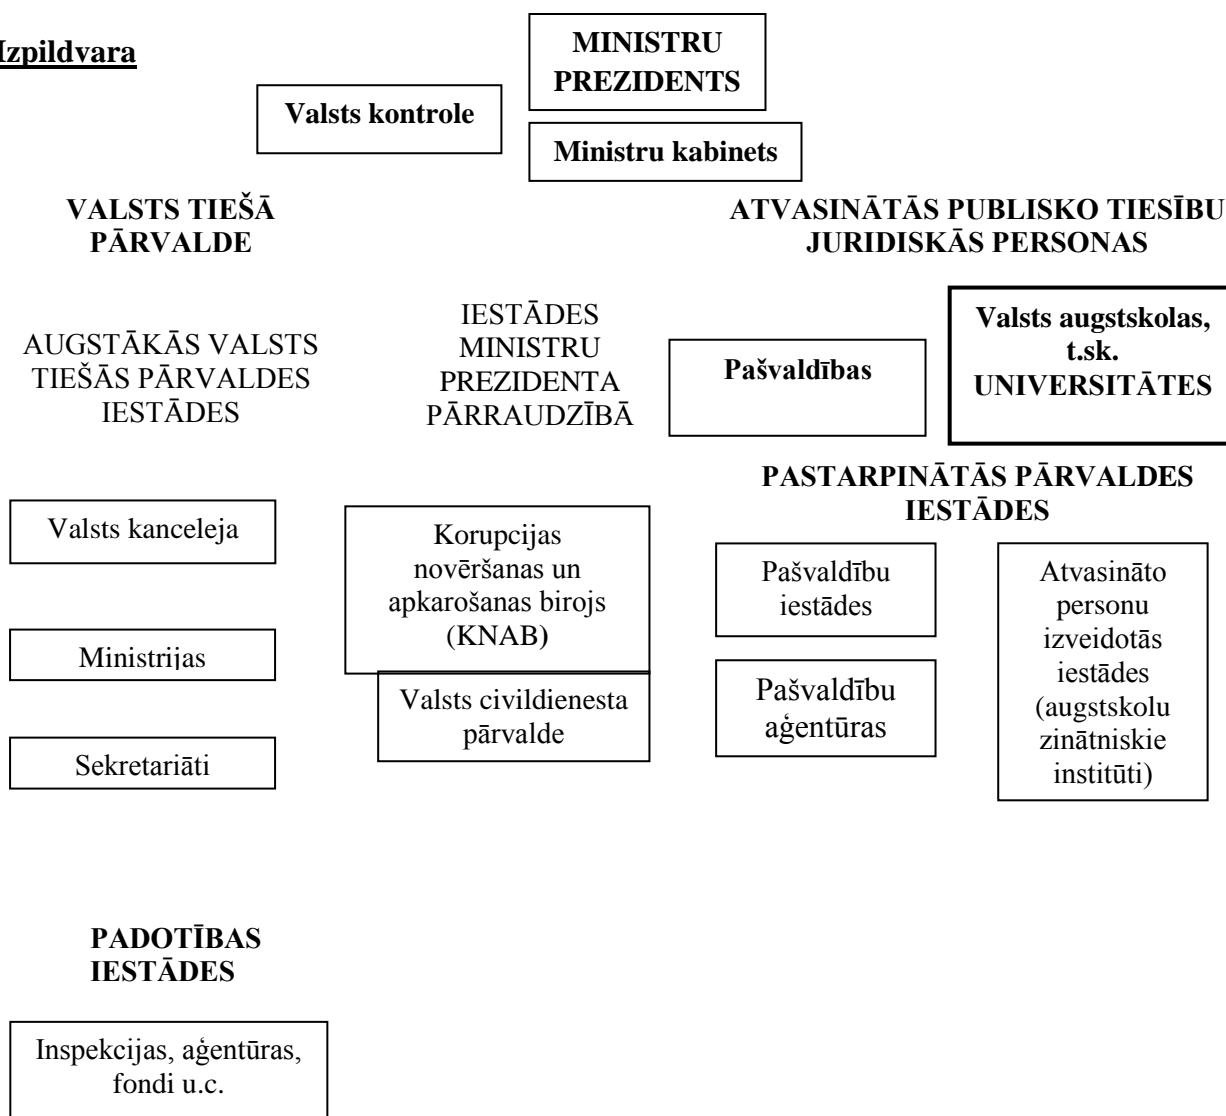 Izpildvara
MINISTRU
PREZIDENTS
Valsts kontrole
Ministru kabinets
VALSTS TIEŠĀ
PĀRVALDE
ATVASINĀTĀS PUBLISKO TIESĪBU
JURIDISKĀS PERSONAS
AUGSTĀKĀS VALSTS
TIEŠĀS PĀRVALDES
IESTĀDES
IESTĀDES
MINISTRU
PREZIDENTA
PĀRRAUDZĪBĀ
Pašvaldības
Valsts augstskolas,
t.sk.
UNIVERSITĀTES
PASTARPINĀTĀS PĀRVALDES
IESTĀDES
Valsts kanceleja
Ministrijas
Sekretariāti
Korupcijas
novēršanas un
apkarošanas birojs
(KNAB)
Valsts civildienesta
pārvalde
Pašvaldību
iestādes
Pašvaldību
aģentūras
Atvasināto
personu
izveidotās
iestādes
(augstskolu
zinātniskie
institūti)
PADOTĪBAS
IESTĀDES
Inspekcijas, aģentūras,
fondi u.c.